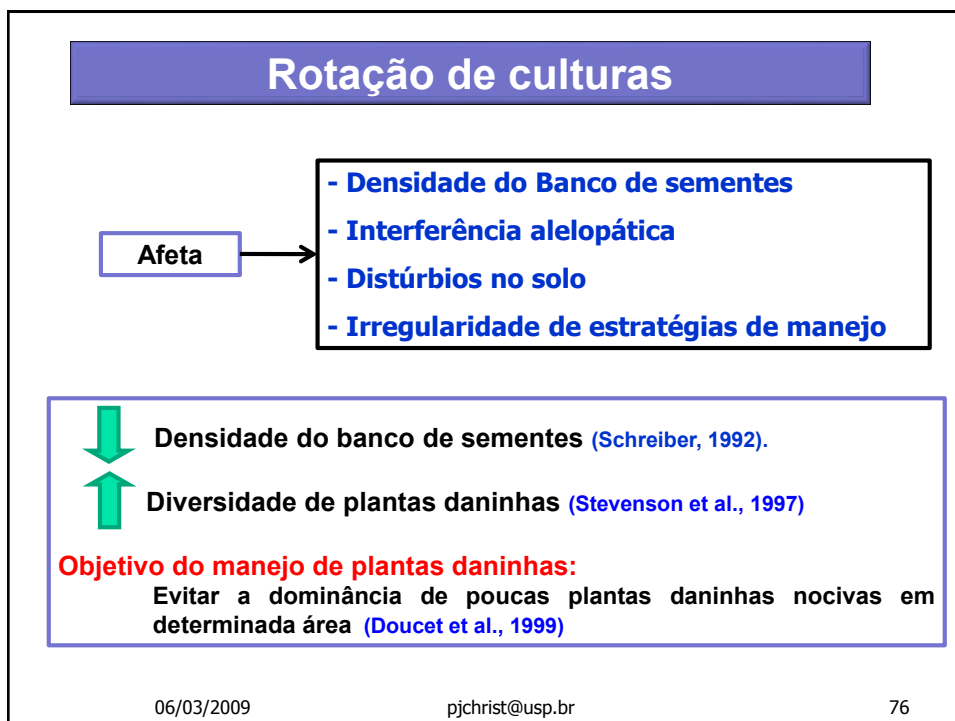 Rotação de culturas
Afeta
- Densidade do Banco de sementes
- Interferência alelopática
- Distúrbios no solo
- Irregularidade de estratégias de manejo
Densidade do banco de sementes (Schreiber, 1992).
Diversidade de plantas daninhas (Stevenson et al., 1997)
Objetivo do manejo de plantas daninhas:
Evitar a dominância de poucas plantas daninhas nocivas em
determinada área (Doucet et al., 1999)
06/03/2009 pjchrist@usp.br 76